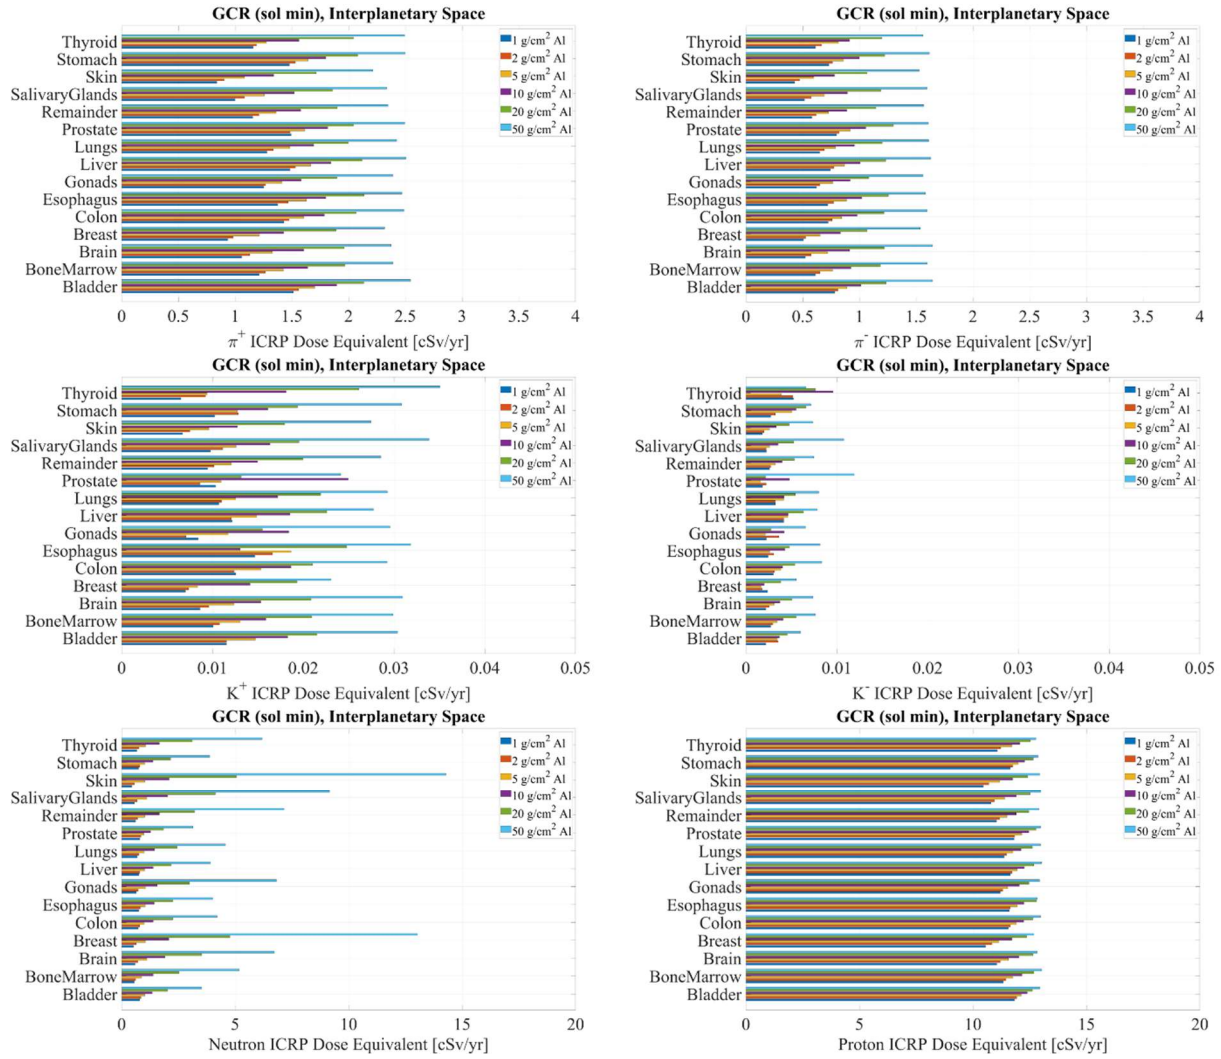 GCR (sol min), Interplanetary Space
Thyroid
Stomach
Skin
SalivaryGlands
Remainder
Prostate
Lungs
Liver
Gonads
Esophagus
Colon
Breast
Brain
BoneMarrow
Bladder
1 g/cm² Al
2 g/cm² Al
5 g/cm² Al
10 g/cm² Al
20 g/cm² Al
50 g/cm² Al
0 0.5 1 1.5 2 2.5 3 3.5 4
π⁺ ICRP Dose Equivalent [cSv/yr]
GCR (sol min), Interplanetary Space
Thyroid
Stomach
Skin
SalivaryGlands
Remainder
Prostate
Lungs
Liver
Gonads
Esophagus
Colon
Breast
Brain
BoneMarrow
Bladder
1 g/cm² Al
2 g/cm² Al
5 g/cm² Al
10 g/cm² Al
20 g/cm² Al
50 g/cm² Al
0 0.5 1 1.5 2 2.5 3 3.5 4
π⁻ ICRP Dose Equivalent [cSv/yr]
GCR (sol min), Interplanetary Space
Thyroid
Stomach
Skin
SalivaryGlands
Remainder
Prostate
Lungs
Liver
Gonads
Esophagus
Colon
Breast
Brain
BoneMarrow
Bladder
1 g/cm² Al
2 g/cm² Al
5 g/cm² Al
10 g/cm² Al
20 g/cm² Al
50 g/cm² Al
0 0.01 0.02 0.03 0.04 0.05
K⁺ ICRP Dose Equivalent [cSv/yr]
GCR (sol min), Interplanetary Space
Thyroid
Stomach
Skin
SalivaryGlands
Remainder
Prostate
Lungs
Liver
Gonads
Esophagus
Colon
Breast
Brain
BoneMarrow
Bladder
1 g/cm² Al
2 g/cm² Al
5 g/cm² Al
10 g/cm² Al
20 g/cm² Al
50 g/cm² Al
0 0.01 0.02 0.03 0.04 0.05
K⁻ ICRP Dose Equivalent [cSv/yr]
GCR (sol min), Interplanetary Space
Thyroid
Stomach
Skin
SalivaryGlands
Remainder
Prostate
Lungs
Liver
Gonads
Esophagus
Colon
Breast
Brain
BoneMarrow
Bladder
1 g/cm² Al
2 g/cm² Al
5 g/cm² Al
10 g/cm² Al
20 g/cm² Al
50 g/cm² Al
0 5 10 15 20
Neutron ICRP Dose Equivalent [cSv/yr]
GCR (sol min), Interplanetary Space
Thyroid
Stomach
Skin
SalivaryGlands
Remainder
Prostate
Lungs
Liver
Gonads
Esophagus
Colon
Breast
Brain
BoneMarrow
Bladder
1 g/cm² Al
2 g/cm² Al
5 g/cm² Al
10 g/cm² Al
20 g/cm² Al
50 g/cm² Al
0 5 10 15 20
Proton ICRP Dose Equivalent [cSv/yr]